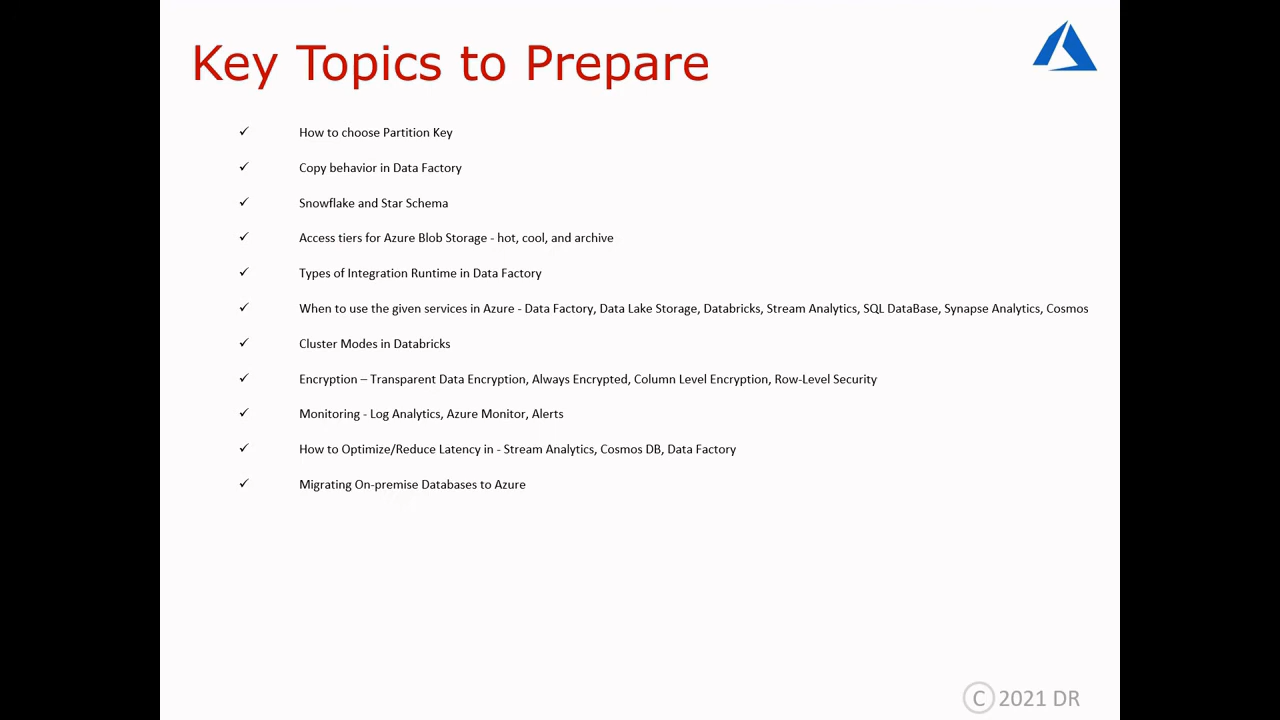 Key Topics to Prepare
✓ How to choose Partition Key
✓ Copy behavior in Data Factory
✓ Snowflake and Star Schema
✓ Access tiers for Azure Blob Storage - hot, cool, and archive
✓ Types of Integration Runtime in Data Factory
✓ When to use the given services in Azure - Data Factory, Data Lake Storage, Databricks, Stream Analytics, SQL DataBase, Synapse Analytics, Cosmos
✓ Cluster Modes in Databricks
✓ Encryption – Transparent Data Encryption, Always Encrypted, Column Level Encryption, Row-Level Security
✓ Monitoring - Log Analytics, Azure Monitor, Alerts
✓ How to Optimize/Reduce Latency in - Stream Analytics, Cosmos DB, Data Factory
✓ Migrating On-premise Databases to Azure
© 2021 DR